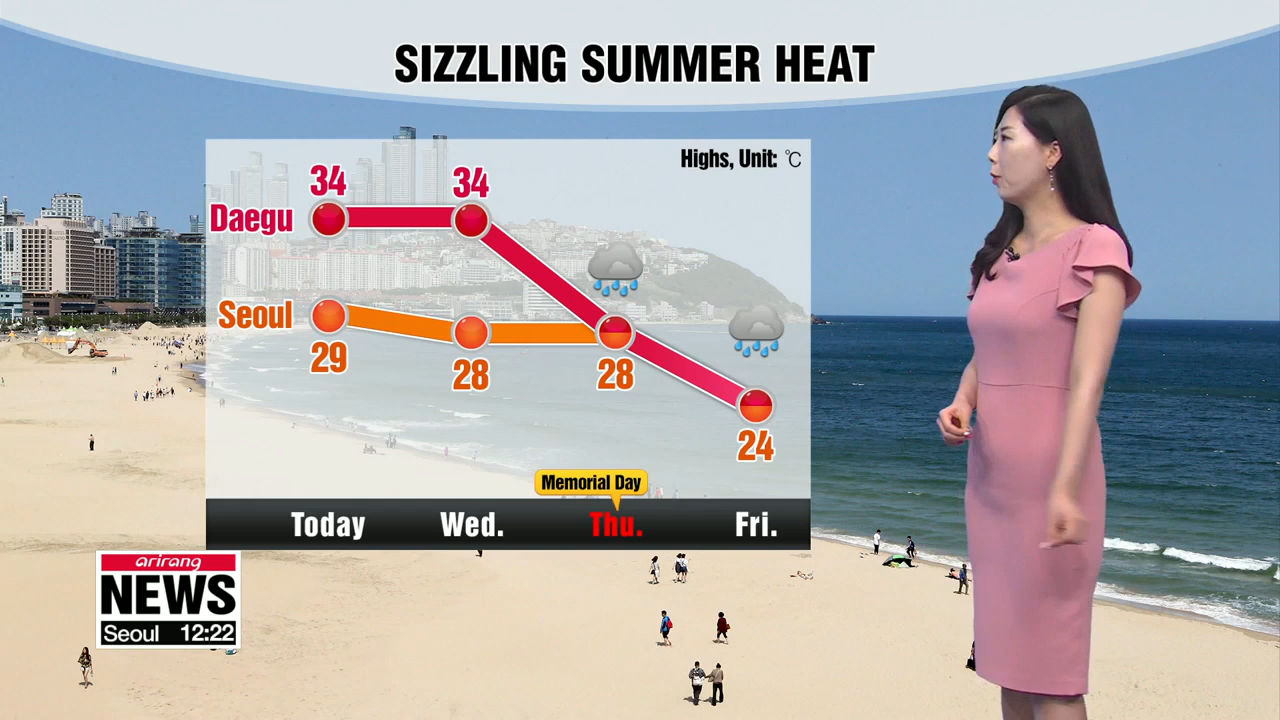 SIZZLING SUMMER HEAT
Highs, Unit: ℃
34
34
Daegu
Seoul
29
28
28
24
Memorial Day
Today
Wed.
Thu.
Fri.
arirang
NEWS
Seoul 12:22